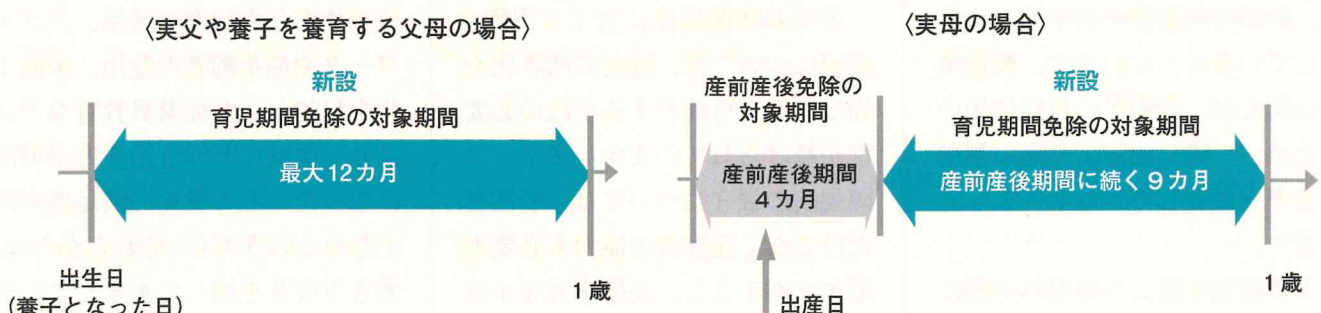 〈実父や養子を養育する父母の場合〉
新設
育児期間免除の対象期間
最大12カ月
出生日
(養子となった日)
1歳
〈実母の場合〉
産前産後免除の
対象期間
新設
育児期間免除の対象期間
産前産後期間
4カ月
産前産後期間に続く9カ月
出産日
1歳